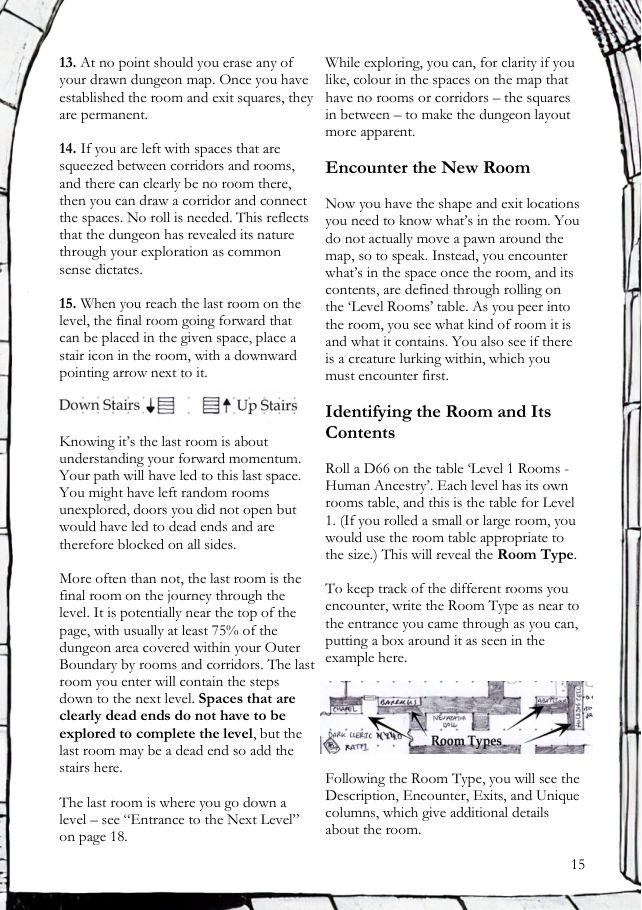 13. At no point should you erase any of
your drawn dungeon map. Once you have
established the room and exit squares, they
are permanent.
14. If you are left with spaces that are
squeezed between corridors and rooms,
and there can clearly be no room there,
then you can draw a corridor and connect
the spaces. No roll is needed. This reflects
that the dungeon has revealed its nature
through your exploration as common
sense dictates.
15. When you reach the last room on the
level, the final room going forward that
can be placed in the given space, place a
stair icon in the room, with a downward
pointing arrow next to it.
Down Stairs
Up Stairs
Knowing it’s the last room is about
understanding your forward momentum.
Your path will have led to this last space.
You might have left random rooms
unexplored, doors you did not open but
would have led to dead ends and are
therefore blocked on all sides.
More often than not, the last room is the
final room on the journey through the
level. It is potentially near the top of the
page, with usually at least 75% of the
dungeon area covered within your Outer
Boundary by rooms and corridors. The last
room you enter will contain the steps
down to the next level. Spaces that are
clearly dead ends do not have to be
explored to complete the level, but the
last room may be a dead end so add the
stairs here.
The last room is where you go down a
level – see “Entrance to the Next Level”
on page 18.
While exploring, you can, for clarity if you
like, colour in the spaces on the map that
have no rooms or corridors – the squares
in between – to make the dungeon layout
more apparent.
Encounter the New Room
Now you have the shape and exit locations
you need to know what’s in the room. You
do not actually move a pawn around the
map, so to speak. Instead, you encounter
what’s in the space once the room, and its
contents, are defined through rolling on
the ‘Level Rooms’ table. As you peer into
the room, you see what kind of room it is
and what it contains. You also see if there
is a creature lurking within, which you
must encounter first.
Identifying the Room and Its
Contents
Roll a D66 on the table ‘Level 1 Rooms -
Human Ancestry’. Each level has its own
rooms table, and this is the table for Level
1. (If you rolled a small or large room, you
would use the room table appropriate to
the size.) This will reveal the Room Type.
To keep track of the different rooms you
encounter, write the Room Type as near to
the entrance you came through as you can,
putting a box around it as seen in the
example here.
CHAPEL
BARRACKS
DARK CLERIC
Room Types
Following the Room Type, you will see the
Description, Encounter, Exits, and Unique
columns, which give additional details
about the room.
15